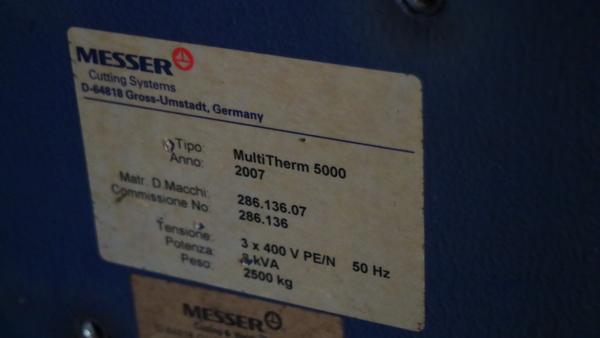 MESSER
Cutting Systems
D-64818 Gross-Umstadt, Germany
Tipo: MultiTherm 5000
Anno: 2007
Matr. D.Macchi: 286.136.07
Commissione No: 286.136
Tensione: 3 x 400 V PE/N 50 Hz
Potenza: kVA
Peso: 2500 kg
MESSER